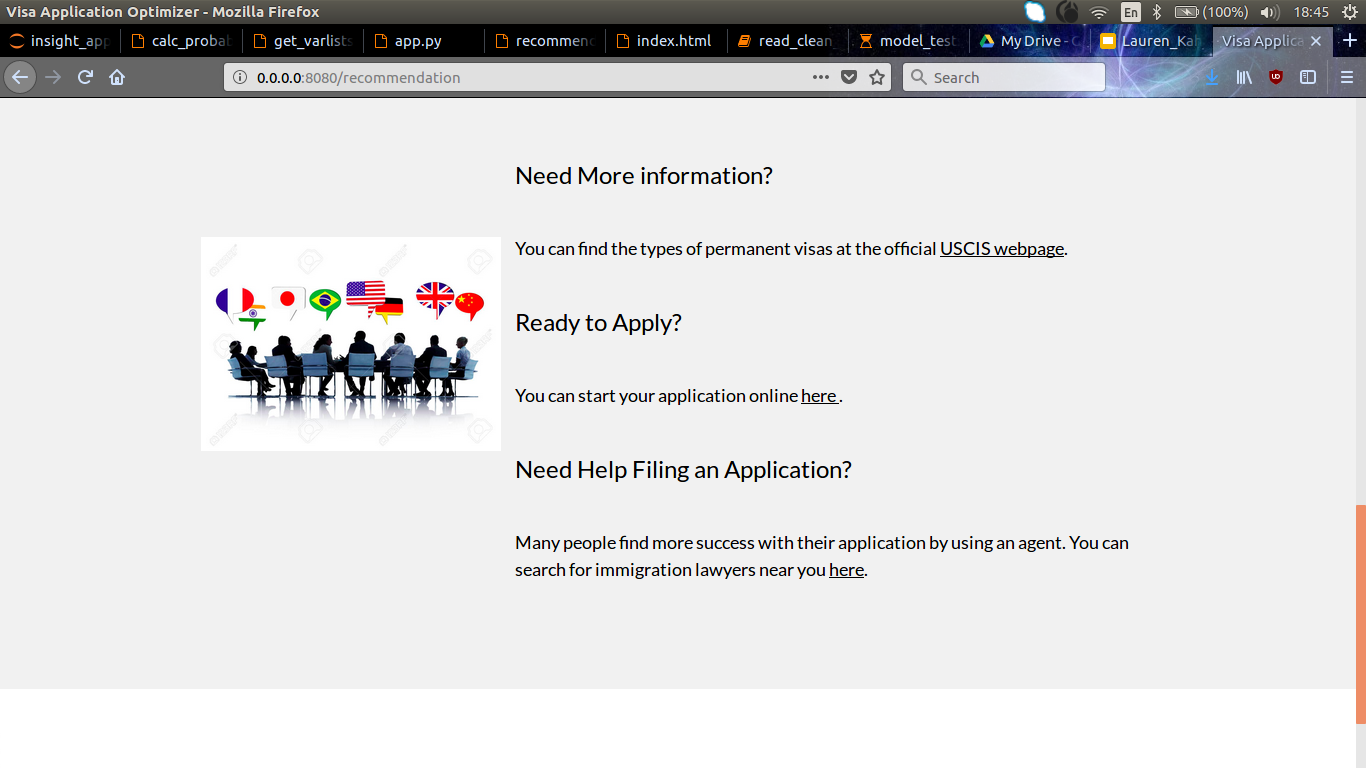 Visa Application Optimizer - Mozilla Firefox
En
(100%)
18:45
insight_app
calc_probab
get_varlists
app.py
recommenc
index.html
read_clean_
model_test
My Drive - C
Lauren_Kah
Visa Applica
0.0.0.0:8080/recommendation
Search
Need More information?
You can find the types of permanent visas at the official USCIS webpage.
Ready to Apply?
You can start your application online here .
Need Help Filing an Application?
Many people find more success with their application by using an agent. You can
search for immigration lawyers near you here.